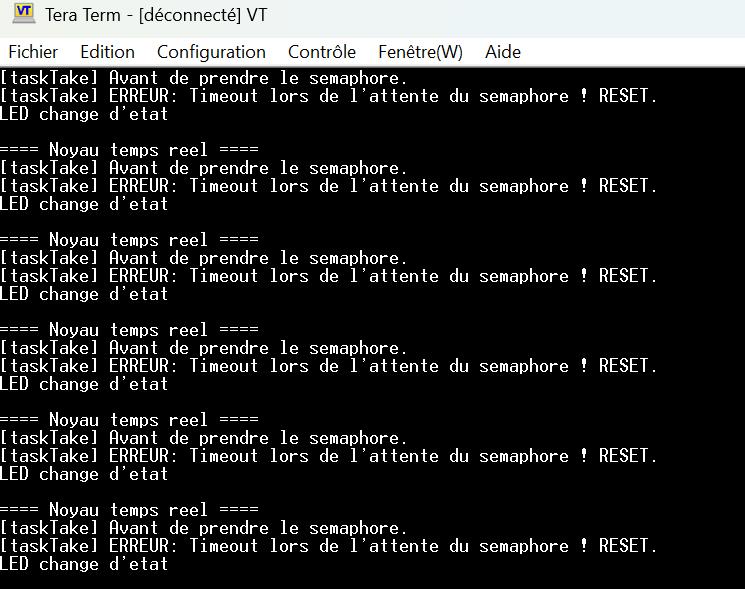 VT Tera Term - [déconnecté] VT
Fichier Edition Configuration Contrôle Fenêtre(W) Aide
[taskTake] Avant de prendre le semaphore.
[taskTake] ERREUR: Timeout lors de l'attente du semaphore ! RESET.
LED change d'etat
==== Noyau temps reel ====
[taskTake] Avant de prendre le semaphore.
[taskTake] ERREUR: Timeout lors de l'attente du semaphore ! RESET.
LED change d'etat
==== Noyau temps reel ====
[taskTake] Avant de prendre le semaphore.
[taskTake] ERREUR: Timeout lors de l'attente du semaphore ! RESET.
LED change d'etat
==== Noyau temps reel ====
[taskTake] Avant de prendre le semaphore.
[taskTake] ERREUR: Timeout lors de l'attente du semaphore ! RESET.
LED change d'etat
==== Noyau temps reel ====
[taskTake] Avant de prendre le semaphore.
[taskTake] ERREUR: Timeout lors de l'attente du semaphore ! RESET.
LED change d'etat
==== Noyau temps reel ====
[taskTake] Avant de prendre le semaphore.
[taskTake] ERREUR: Timeout lors de l'attente du semaphore ! RESET.
LED change d'etat